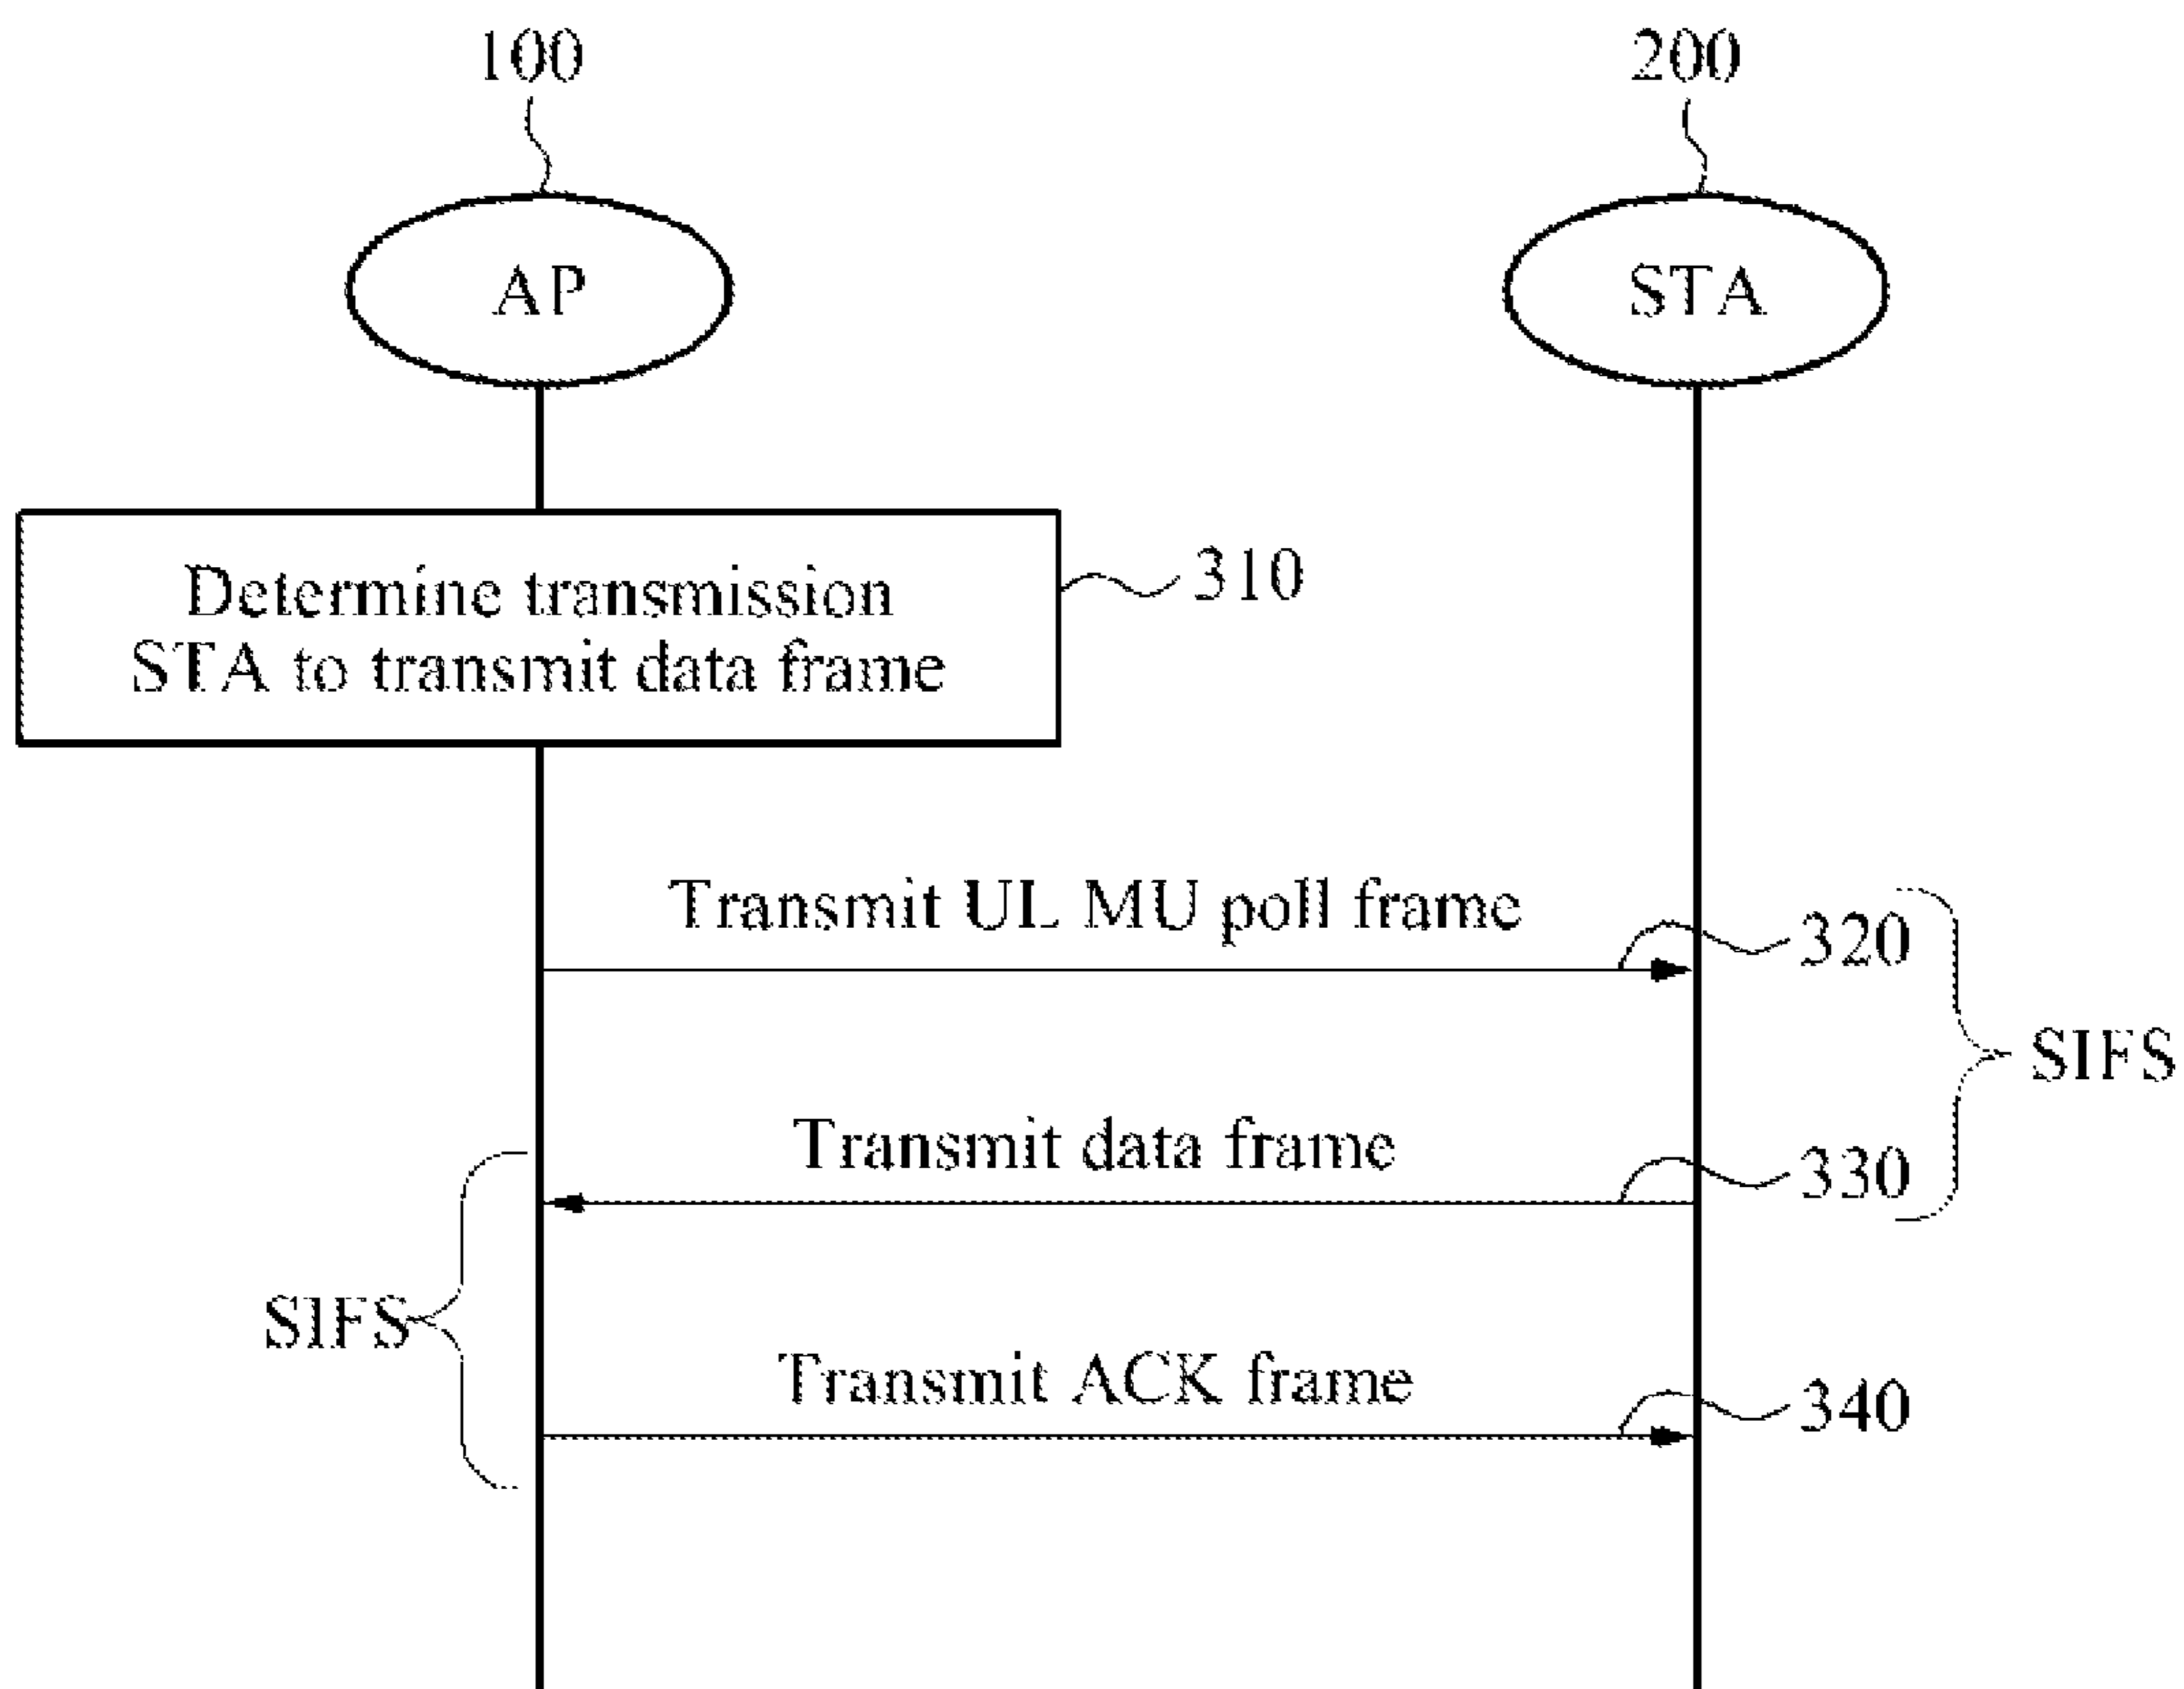 100
200
AP
STA
Determine transmission
STA to transmit data frame
310
Transmit UL MU poll frame
320
SIFS
Transmit data frame
330
SIFS
Transmit ACK frame
340